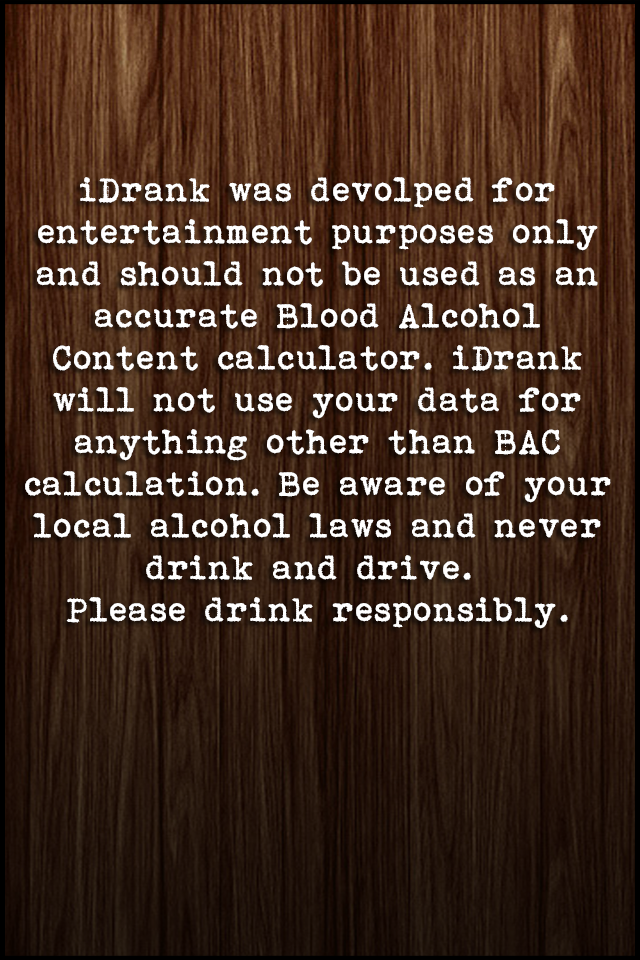 iDrank was devolped for
entertainment purposes only
and should not be used as an
accurate Blood Alcohol
Content calculator. iDrank
will not use your data for
anything other than BAC
calculation. Be aware of your
local alcohol laws and never
drink and drive.
Please drink responsibly.